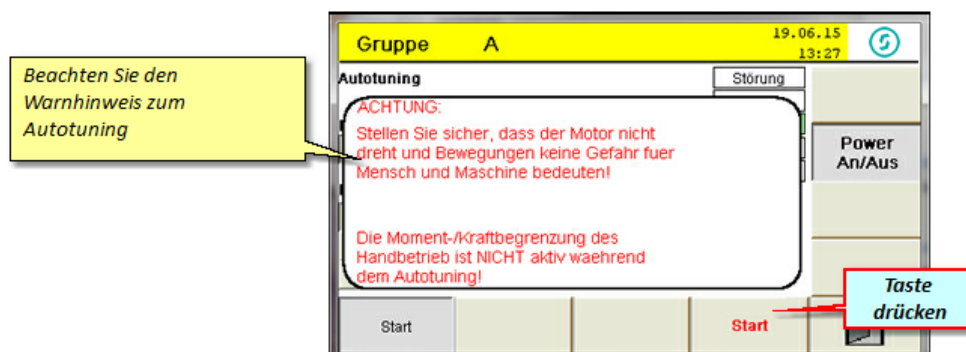 Gruppe A
19.06.15
13:27
Beachten Sie den
Warnhinweis zum
Autotuning
Autotuning
Störung
ACHTUNG:
Stellen Sie sicher, dass der Motor nicht
dreht und Bewegungen keine Gefahr fuer
Mensch und Maschine bedeuten!
Power
An/Aus
Die Moment-/Kraftbegrenzung des
Handbetrieb ist NICHT aktiv waehrend
dem Autotuning!
Taste
drücken
Start
Start